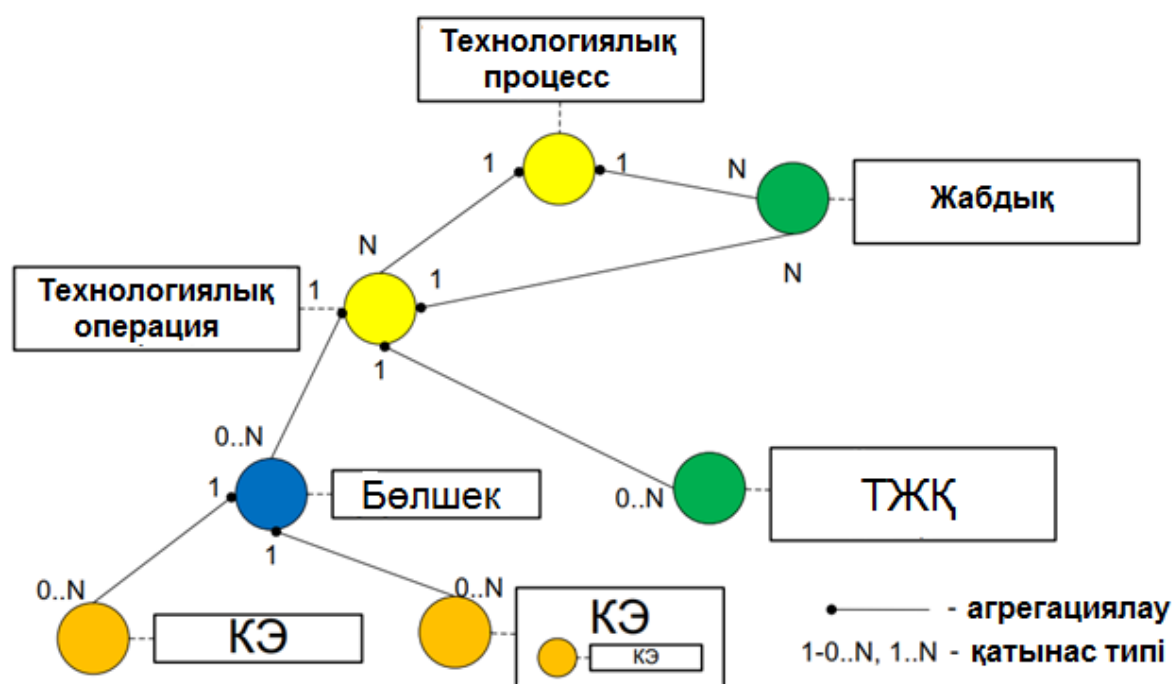 Технологиялық
процесс
1
1
N
Жабдық
N
Технологиялық
операция
1
1
N
1
0..N
1
Бөлшек
1
0..N
ТЖҚ
0..N
КЭ
0..N
КЭ
КЭ
- агрегациялау
1-0..N, 1..N - қатынас типі